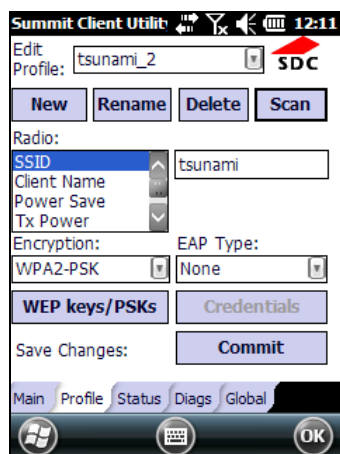 Summit Client Utilit 12:11
Edit Profile: tsunami_2 SDC
New Rename Delete Scan
Radio:
SSID tsunami
Client Name
Power Save
Tx Power
Encryption: EAP Type:
WPA2-PSK None
WEP keys/PSKs Credentials
Save Changes: Commit
Main Profile Status Diags Global
OK